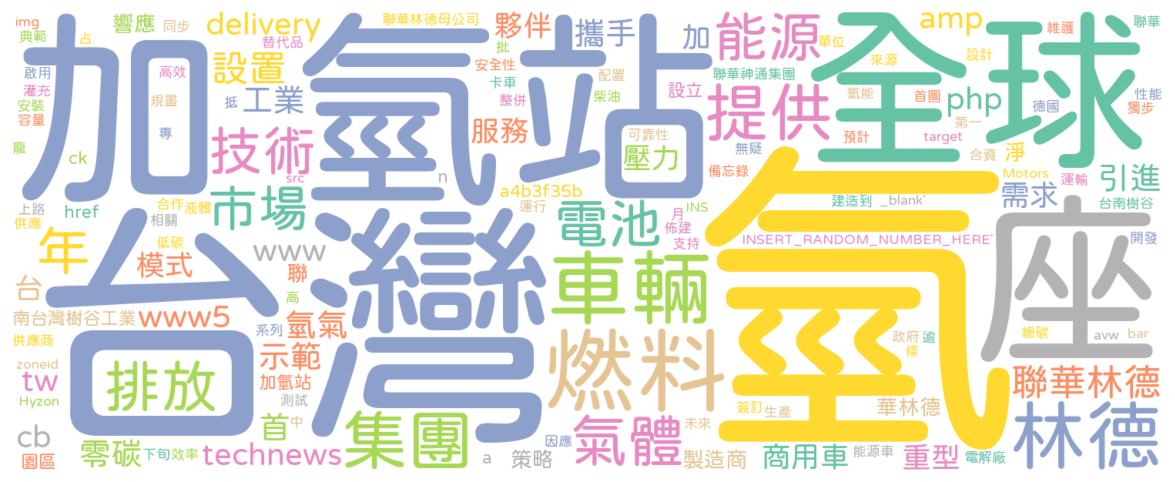 img
典範
占
響應
同步
delivery
聯華林德母公司
夥伴
攜手
加
能源
amp
維護
聯華
加氫站
替代品
批
單位
全球
啟用
高效
設置
安全性
配置
聯華神通集團
來源
設計
灌充
卡車
設立
提供
氫能
首圖
php
德國
性能
安裝
規畫
抵
工業
整併
柴油
獨步
容量
專
技術
服務
可靠性
無疑
預計
第一
target
龍
ck
src
壓力
備忘錄
淨
合資
Motors
運輸
引進
n
a4b3f35b
需求
台南樹谷
上路
href
合作
液體
市場
運行
電池
月
INS
建造到
_blank'
供應
相關
佈建
支持
INSERT_RANDOM_NUMBER_HERE'
開發
年
低碳
模式
www
台灣
車輛
氫
座
台
聯
高
南台灣樹谷工業
www5
系列
氫氣
燃料
政府
逾
總碳
avw
bar
供應商
示範
條
zoneid
tw
排放
加氫站
聯華林德
Hyzon
測試
簽訂
生產
華林德
cb
首
中
集團
未來
林德
園區
零碳
下旬
效率
technews
a
因應
策略
氣體
製造商
商用車
能源車
重型
電解廠